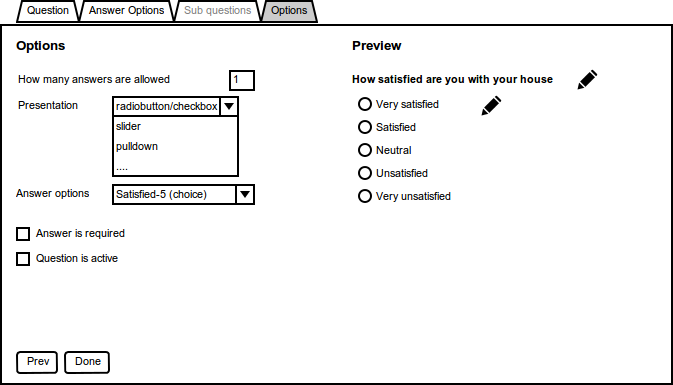 Question Answer Options Sub questions Options
Options
How many answers are allowed 1
Presentation radiobutton/checkbox
slider
pulldown
....
Answer options Satisfied-5 (choice)
Answer is required
Question is active
Prev Done
Preview
How satisfied are you with your house
Very satisfied
Satisfied
Neutral
Unsatisfied
Very unsatisfied